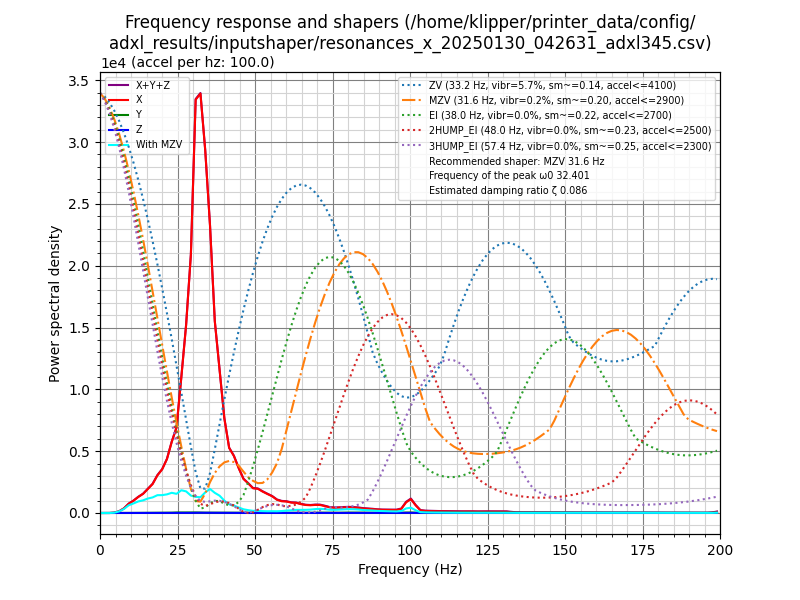 Frequency response and shapers (/home/klipper/printer_data/config/
adxl_results/inputshaper/resonances_x_20250130_042631_adxl345.csv)
1e4 (accel per hz: 100.0)
3.5
3.0
2.5
2.0
1.5
1.0
0.5
0.0
Power spectral density
X+Y+Z
X
Y
Z
With MZV
ZV (33.2 Hz, vibr=5.7%, sm~=0.14, accel<=4100)
MZV (31.6 Hz, vibr=0.2%, sm~=0.20, accel<=2900)
EI (38.0 Hz, vibr=0.0%, sm~=0.22, accel<=2700)
2HUMP_EI (48.0 Hz, vibr=0.0%, sm~=0.23, accel<=2500)
3HUMP_EI (57.4 Hz, vibr=0.0%, sm~=0.25, accel<=2300)
Recommended shaper: MZV 31.6 Hz
Frequency of the peak ω0 32.401
Estimated damping ratio ζ 0.086
0 25 50 75 100 125 150 175 200
Frequency (Hz)